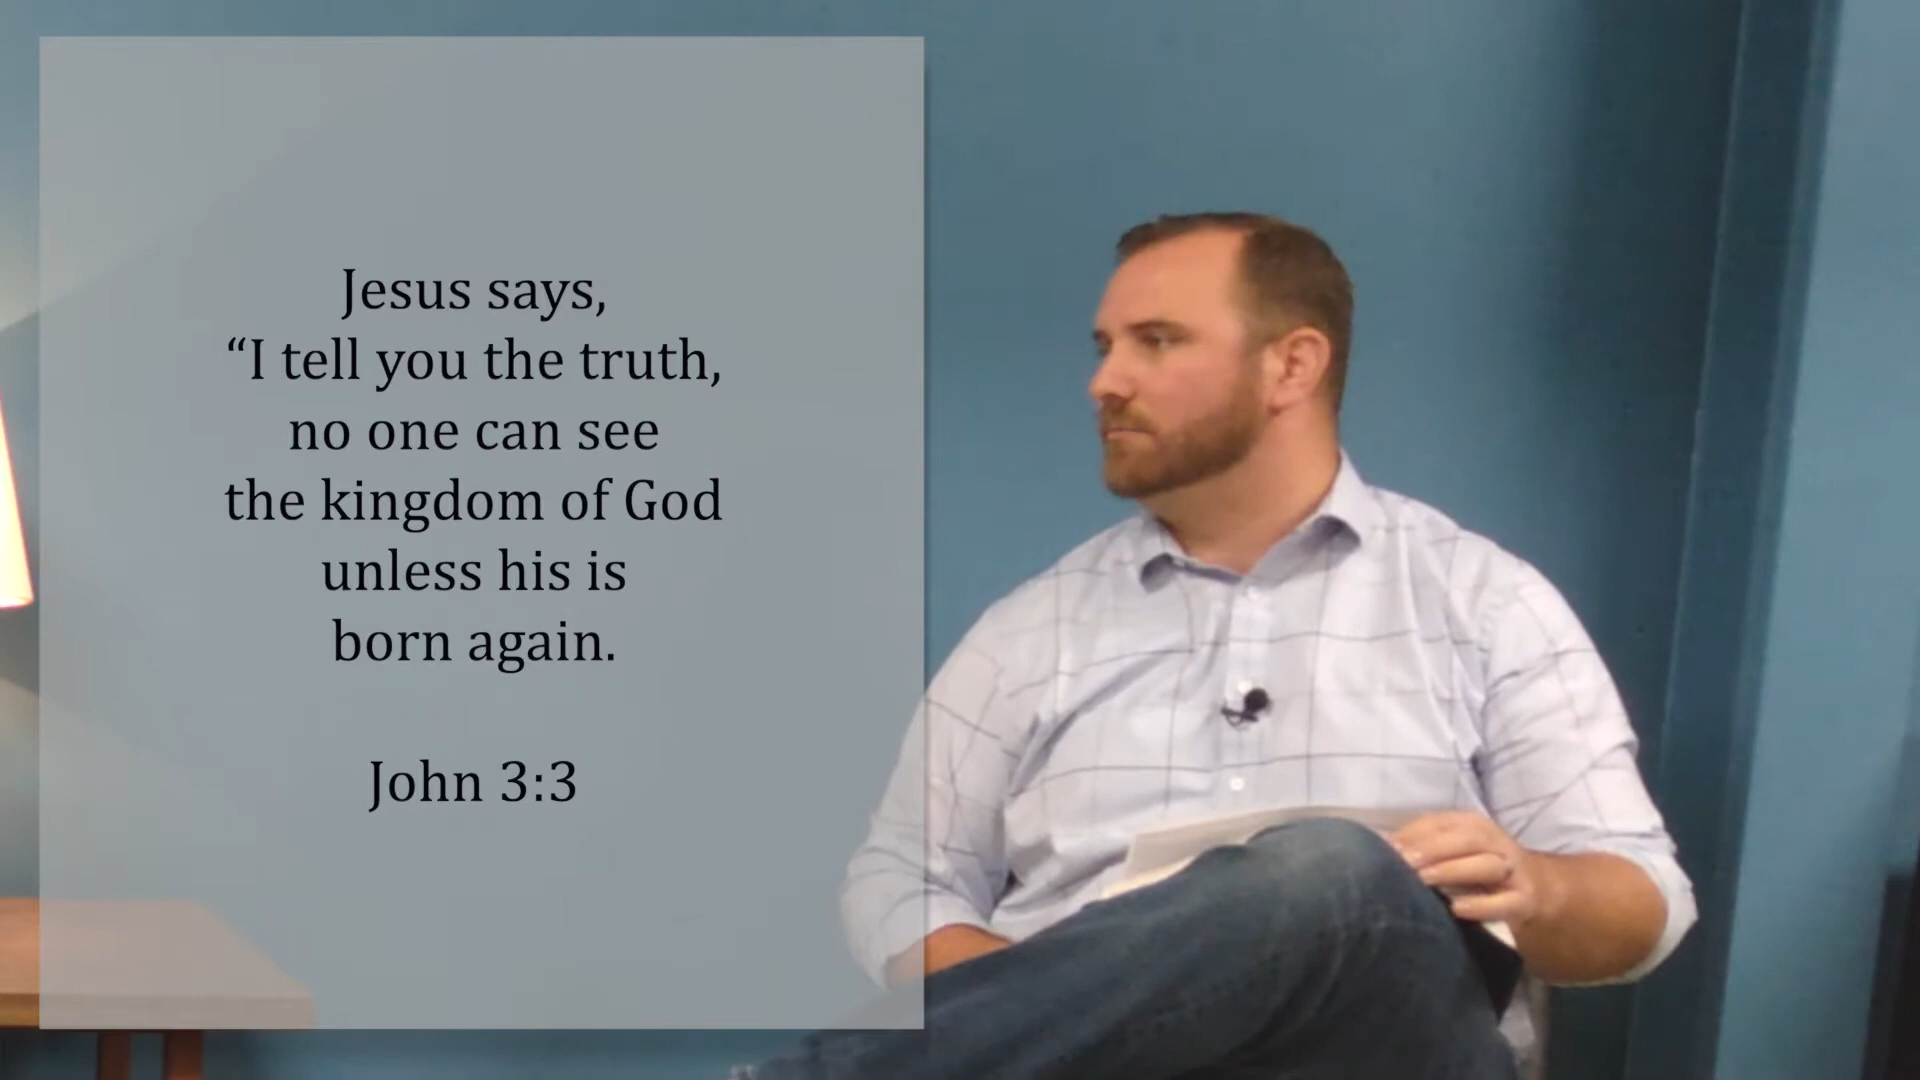 Jesus says,
“I tell you the truth,
no one can see
the kingdom of God
unless his is
born again.
John 3:3